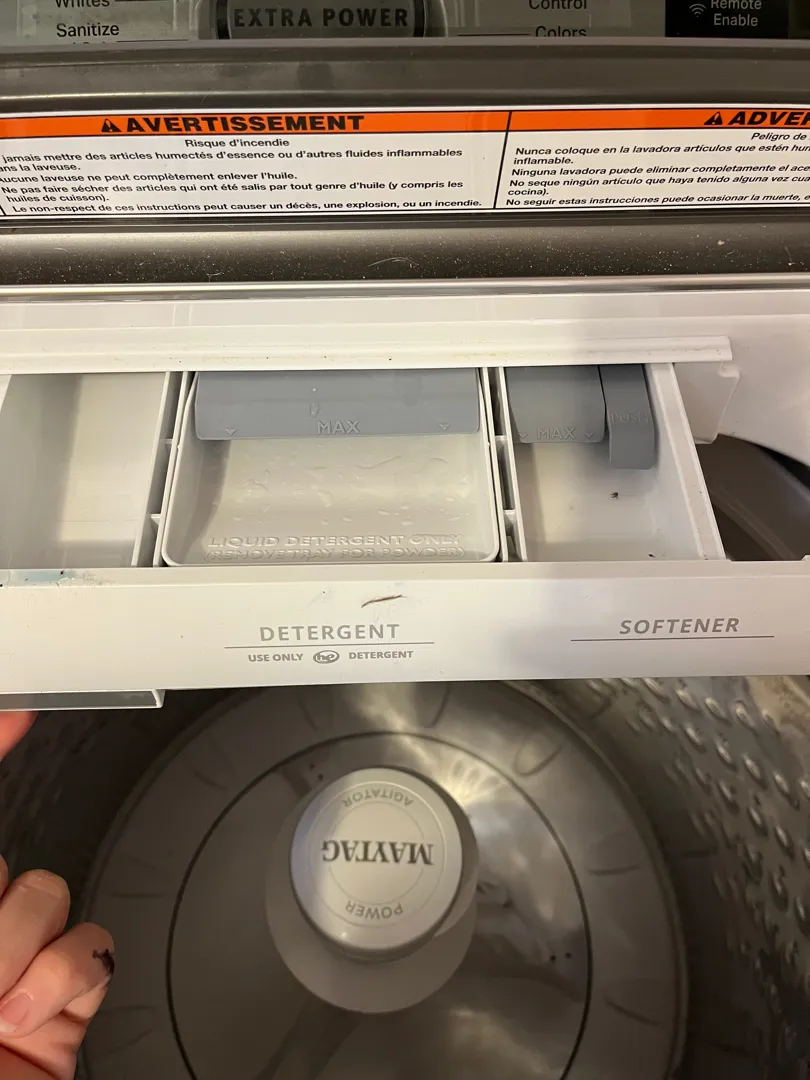 Whites
Sanitize
EXTRA POWER
Control
Colors
Remote
Enable
AVERTISSEMENT
Risque d'incendie
jamais mettre des articles humectés d'essence ou d'autres fluides inflammables
la laveuse.
ucune laveuse ne peut complètement enlever l'huile.
Ne pas faire sécher des articles qui ont été salis par tout genre d'huile (y compris les
huiles de cuisson).
Le non-respect de ces instructions peut causer un décès, une explosion, ou un incendie.
ADVER
Peligro de
Nunca coloque en la lavadora artículos que estén hum
inflamable.
Ninguna lavadora puede eliminar completamente el ace
No seque ningún artículo que haya tenido alguna vez cua
cocina).
No seguir estas instrucciones puede ocasionar la muerte, e
MAX
MAX
PUSH
LIQUID DETERGENT ONLY
(REMOVE TRAY FOR POWDER)
DETERGENT
USE ONLY he DETERGENT
SOFTENER
AGITATOR
MAYTAG
POWER